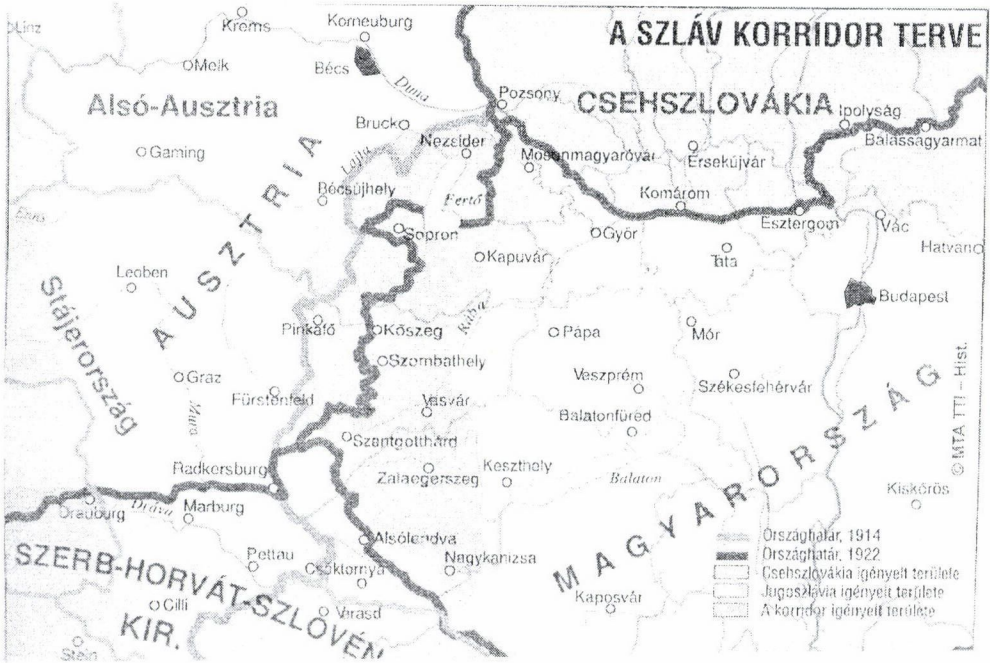 A SZLÁV KORRIDOR TERVE
Linz
Krems
Korneuburg
Melk
Bécs
Duna
Alsó-Ausztria
Pozsony
CSEHSZLOVÁKIA
Ipolyság
Balassagyarmat
Bruck
Nezsider
Gaming
Lajta
Mosonmagyaróvár
Érsekújvár
Bécsújhely
Fertő
Komárom
Enns
Sopron
Győr
Esztergom
Vác
Hatvan
Kapuvár
Tata
Leoben
AUSZTRIA
Budapest
Stájerország
Pinkafő
Kőszeg
Rába
Pápa
Mór
Szombathely
Graz
Veszprém
Székesfehérvár
Fürstenfeld
Vasvár
Mura
Balatonfüred
Szentgotthárd
Radkersburg
Zalaegerszeg
Keszthely
Balaton
MAGYARORSZÁG
© MTA TTI – Hist.
Kiskőrös
Drauburg
Dráva
Marburg
Alsólendva
SZERB-HORVÁT-SZLOVÉN
KIR.
Pettau
Csáktornya
Nagykanizsa
Cilli
Varasd
Kaposvár
Stein
Országhatár, 1914
Országhatár, 1922
Csehszlovákia igényelt területe
Jugoszlávia igényelt területe
A korridor igényelt területe